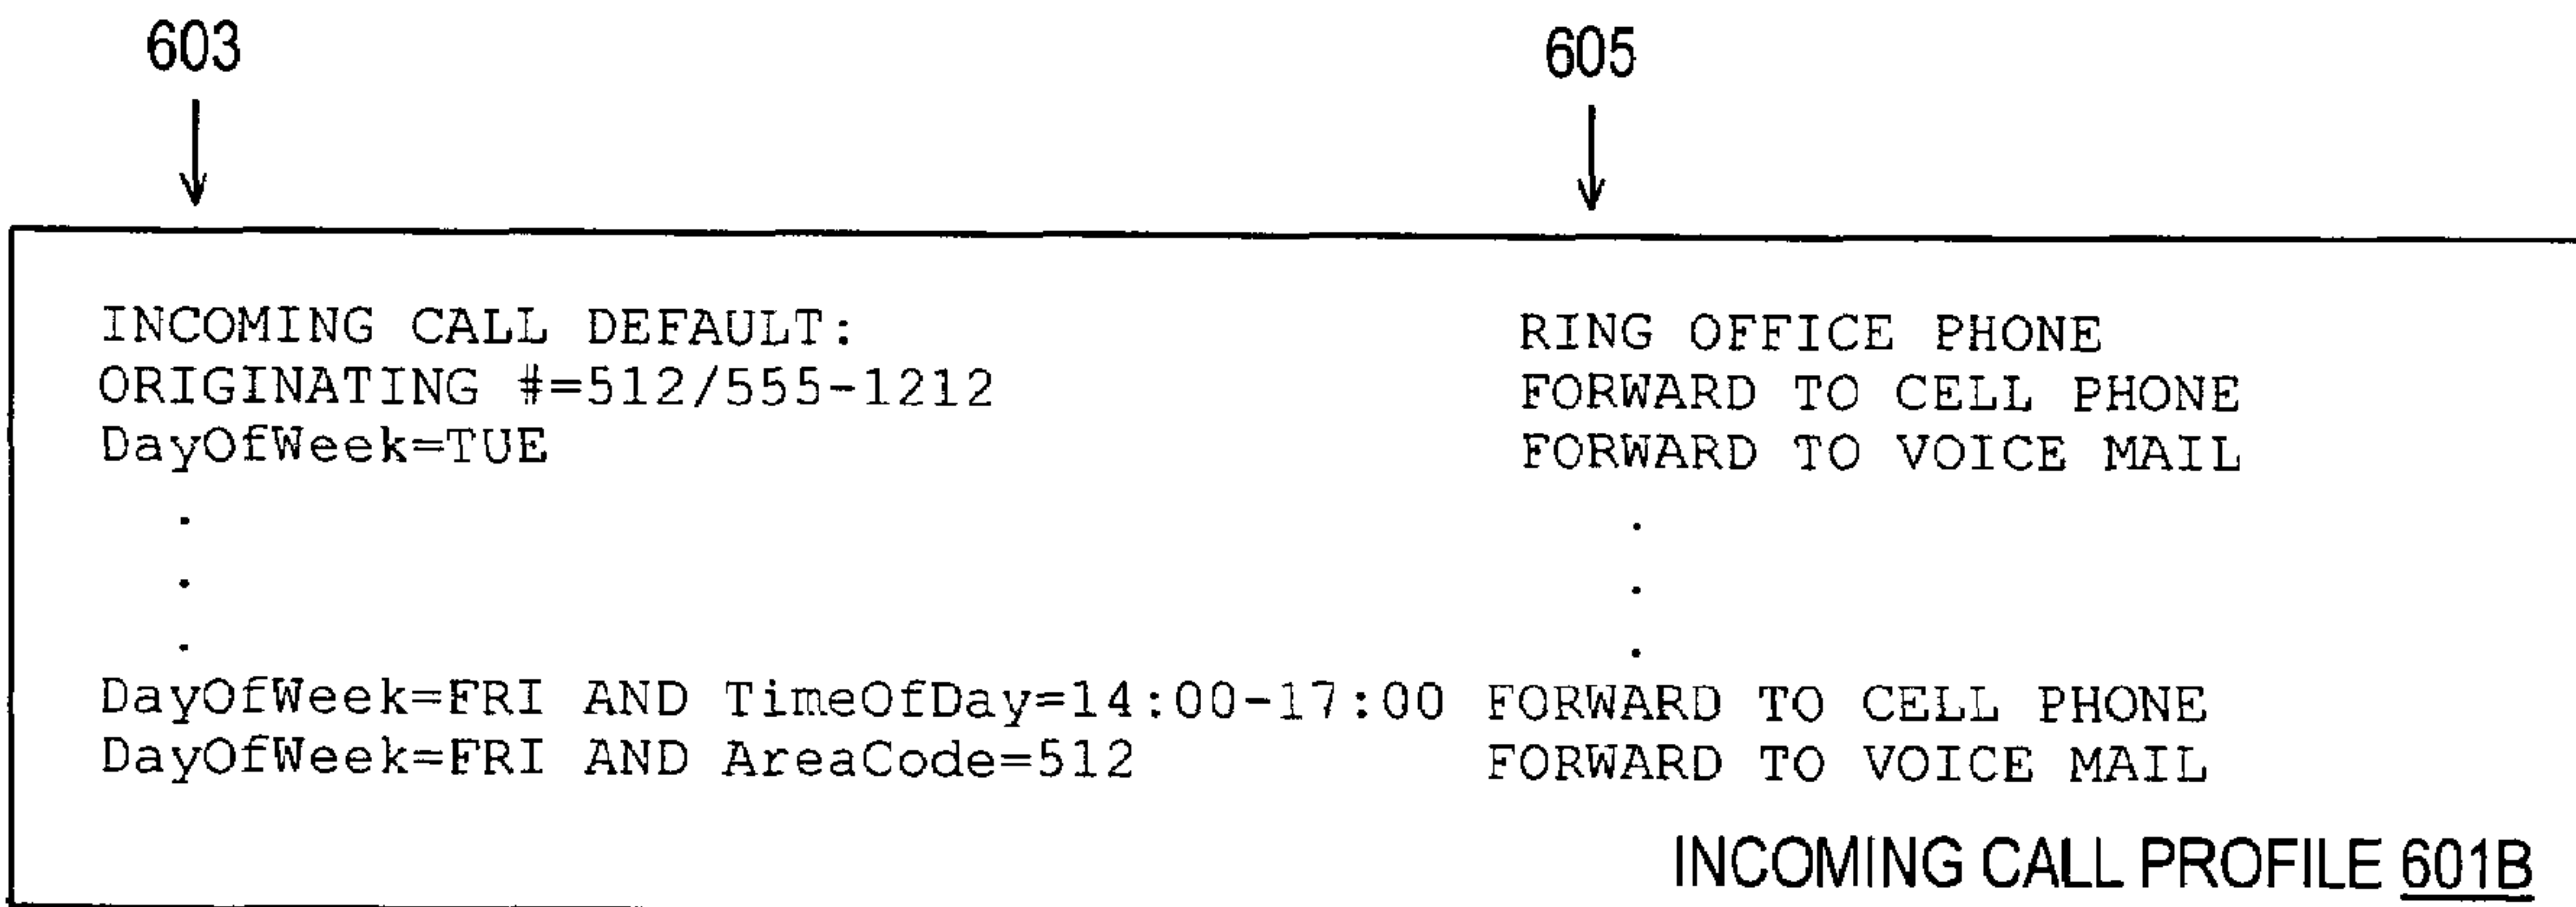 603 605
INCOMING CALL DEFAULT: RING OFFICE PHONE
ORIGINATING #=512/555-1212 FORWARD TO CELL PHONE
DayOfWeek=TUE FORWARD TO VOICE MAIL
. .
. .
. .
DayOfWeek=FRI AND TimeOfDay=14:00-17:00 FORWARD TO CELL PHONE
DayOfWeek=FRI AND AreaCode=512 FORWARD TO VOICE MAIL
INCOMING CALL PROFILE 601B